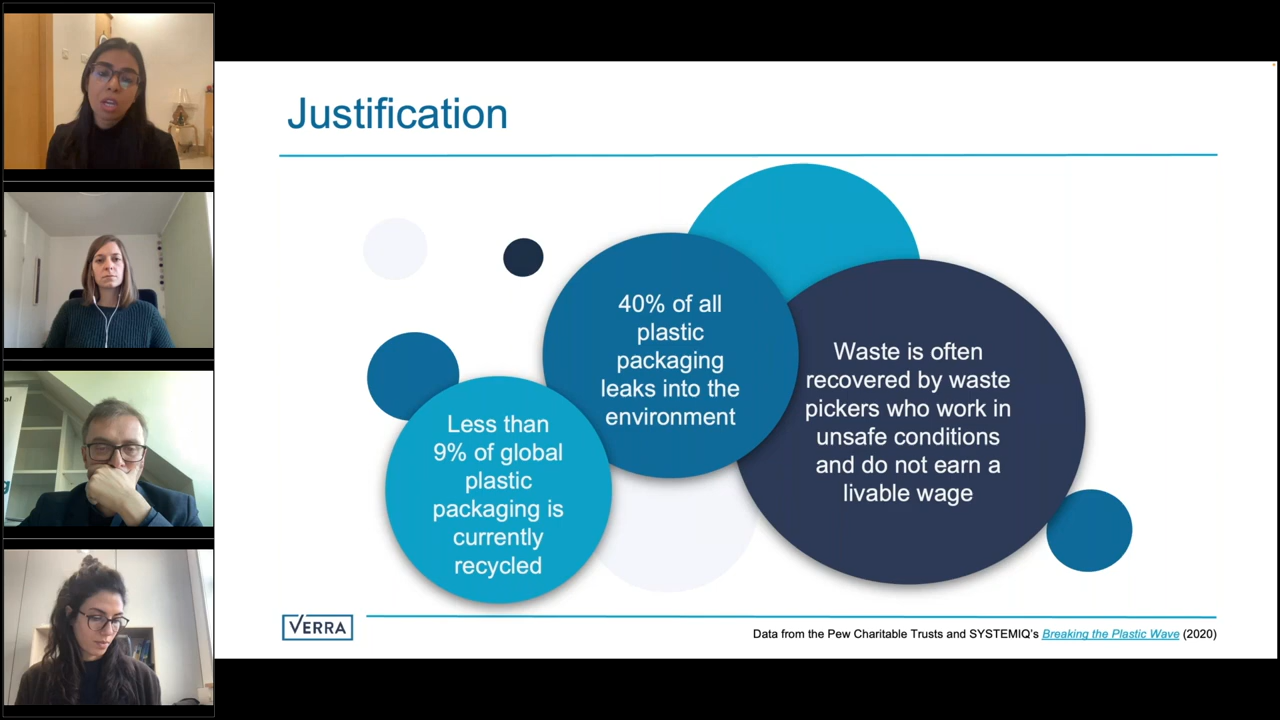 Justification
Less than
9% of global
plastic
packaging is
currently
recycled
40% of all
plastic
packaging
leaks into the
environment
Waste is often
recovered by waste
pickers who work in
unsafe conditions
and do not earn a
livable wage
VERRA
Data from the Pew Charitable Trusts and SYSTEMIQ's Breaking the Plastic Wave (2020)